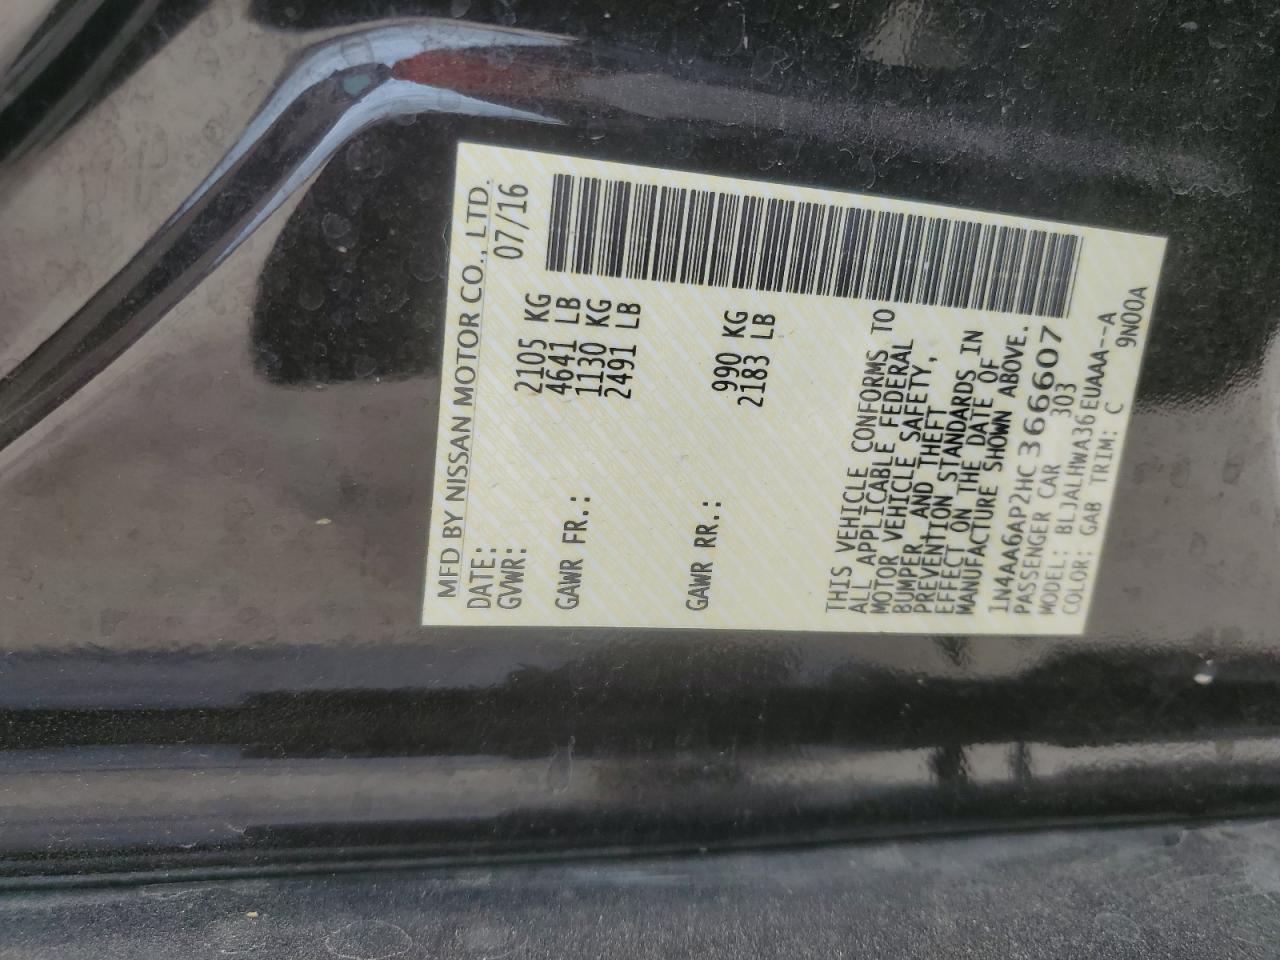 MFD BY NISSAN MOTOR CO., LTD.
DATE: 07/16
GVWR: 2105 KG
4641 LB
GAWR FR.: 1130 KG
2491 LB
GAWR RR.: 990 KG
2183 LB
THIS VEHICLE CONFORMS TO
ALL APPLICABLE FEDERAL
MOTOR VEHICLE SAFETY,
BUMPER, AND THEFT
PREVENTION STANDARDS IN
EFFECT ON THE DATE OF
MANUFACTURE SHOWN ABOVE.
1N4AA6AP2HC366607
PASSENGER CAR 303
MODEL: BLJALHWA36EUAAA--A
COLOR: GAB TRIM: C 9N00A